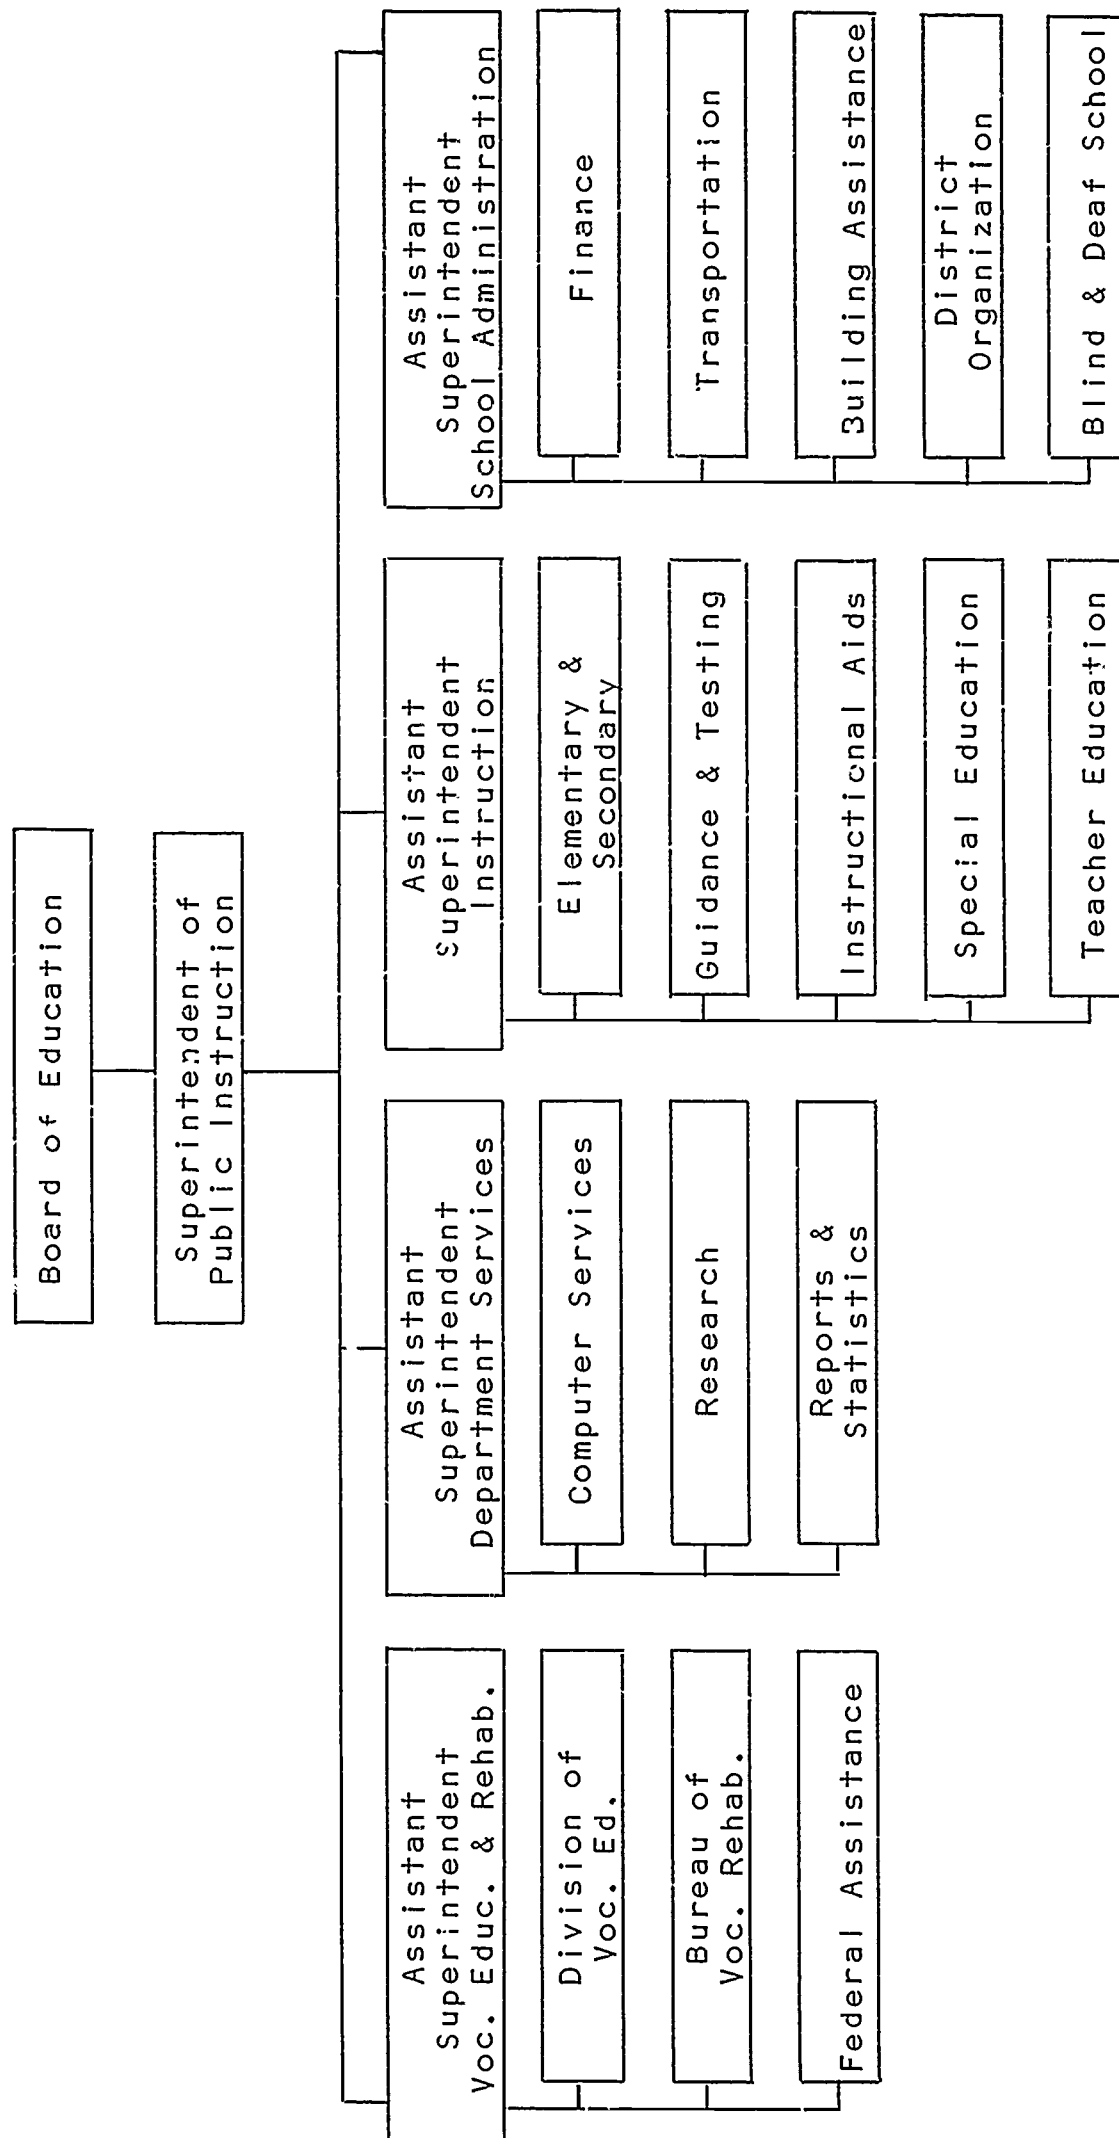 Board of Education
Superintendent of
Public Instruction
Assistant
Superintendent
Voc. Educ. & Rehab.
Division of
Voc. Ed.
Bureau of
Voc. Rehab.
Federal Assistance
Assistant
Superintendent
Department Services
Computer Services
Research
Reports &
Statistics
Assistant
Superintendent
Instruction
Elementary &
Secondary
Guidance & Testing
Instructional Aids
Special Education
Teacher Education
Assistant
Superintendent
School Administration
Finance
Transportation
Building Assistance
District
Organization
Blind & Deaf School